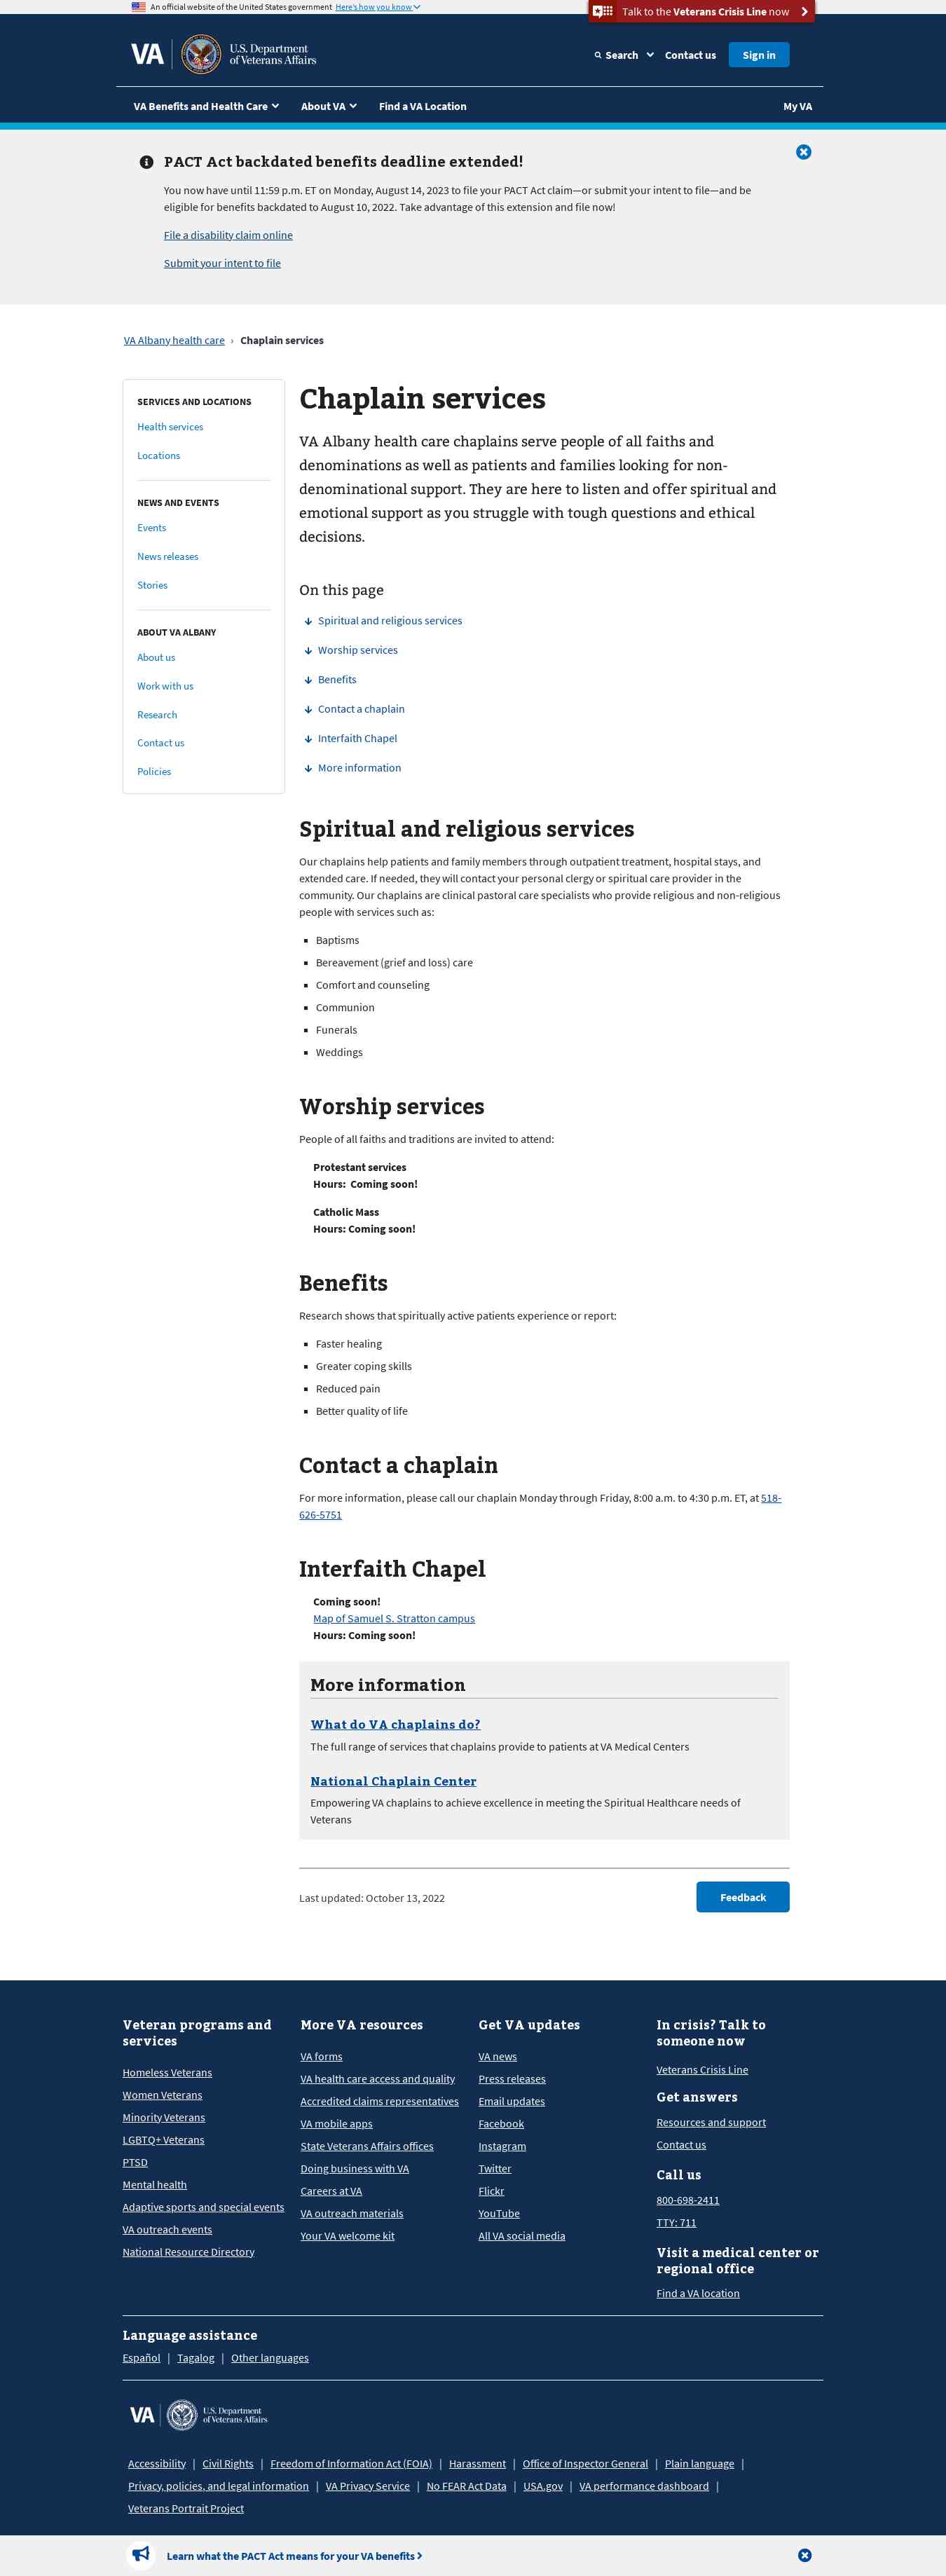 An official website of the United States government Here's how you know
Talk to the Veterans Crisis Line now
VA
U.S. Department
of Veterans Affairs
Search
Contact us
Sign in
VA Benefits and Health Care
About VA
Find a VA Location
My VA
PACT Act backdated benefits deadline extended!
You now have until 11:59 p.m. ET on Monday, August 14, 2023 to file your PACT Act claim—or submit your intent to file—and be
eligible for benefits backdated to August 10, 2022. Take advantage of this extension and file now!
File a disability claim online
Submit your intent to file
VA Albany health care › Chaplain services
SERVICES AND LOCATIONS
Health services
Locations
NEWS AND EVENTS
Events
News releases
Stories
ABOUT VA ALBANY
About us
Work with us
Research
Contact us
Policies
Chaplain services
VA Albany health care chaplains serve people of all faiths and
denominations as well as patients and families looking for non-
denominational support. They are here to listen and offer spiritual and
emotional support as you struggle with tough questions and ethical
decisions.
On this page
Spiritual and religious services
Worship services
Benefits
Contact a chaplain
Interfaith Chapel
More information
Spiritual and religious services
Our chaplains help patients and family members through outpatient treatment, hospital stays, and
extended care. If needed, they will contact your personal clergy or spiritual care provider in the
community. Our chaplains are clinical pastoral care specialists who provide religious and non-religious
people with services such as:
Baptisms
Bereavement (grief and loss) care
Comfort and counseling
Communion
Funerals
Weddings
Worship services
People of all faiths and traditions are invited to attend:
Protestant services
Hours: Coming soon!
Catholic Mass
Hours: Coming soon!
Benefits
Research shows that spiritually active patients experience or report:
Faster healing
Greater coping skills
Reduced pain
Better quality of life
Contact a chaplain
For more information, please call our chaplain Monday through Friday, 8:00 a.m. to 4:30 p.m. ET, at 518-
626-5751
Interfaith Chapel
Coming soon!
Map of Samuel S. Stratton campus
Hours: Coming soon!
More information
What do VA chaplains do?
The full range of services that chaplains provide to patients at VA Medical Centers
National Chaplain Center
Empowering VA chaplains to achieve excellence in meeting the Spiritual Healthcare needs of
Veterans
Last updated: October 13, 2022
Feedback
Veteran programs and
services
Homeless Veterans
Women Veterans
Minority Veterans
LGBTQ+ Veterans
PTSD
Mental health
Adaptive sports and special events
VA outreach events
National Resource Directory
More VA resources
VA forms
VA health care access and quality
Accredited claims representatives
VA mobile apps
State Veterans Affairs offices
Doing business with VA
Careers at VA
VA outreach materials
Your VA welcome kit
Get VA updates
VA news
Press releases
Email updates
Facebook
Instagram
Twitter
Flickr
YouTube
All VA social media
In crisis? Talk to
someone now
Veterans Crisis Line
Get answers
Resources and support
Contact us
Call us
800-698-2411
TTY: 711
Visit a medical center or
regional office
Find a VA location
Language assistance
Español | Tagalog | Other languages
VA
U.S. Department
of Veterans Affairs
Accessibility | Civil Rights | Freedom of Information Act (FOIA) | Harassment | Office of Inspector General | Plain language |
Privacy, policies, and legal information | VA Privacy Service | No FEAR Act Data | USA.gov | VA performance dashboard |
Veterans Portrait Project
Learn what the PACT Act means for your VA benefits